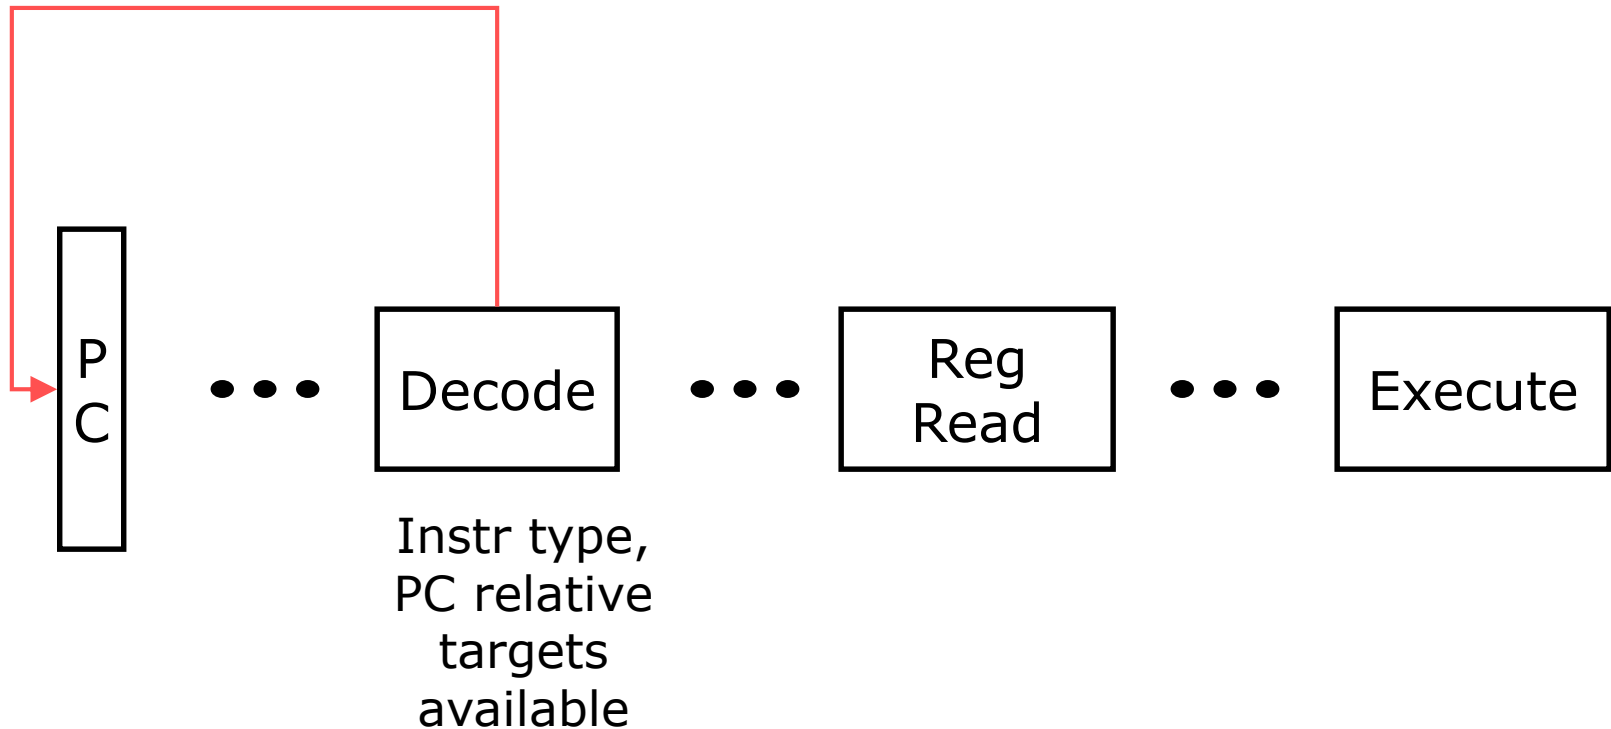 P
C
Decode
Reg
Read
Execute
Instr type,
PC relative
targets
available